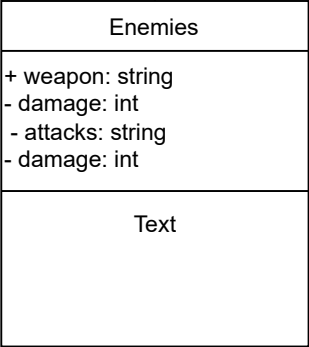 Enemies
+ weapon: string
- damage: int
- attacks: string
- damage: int
Text